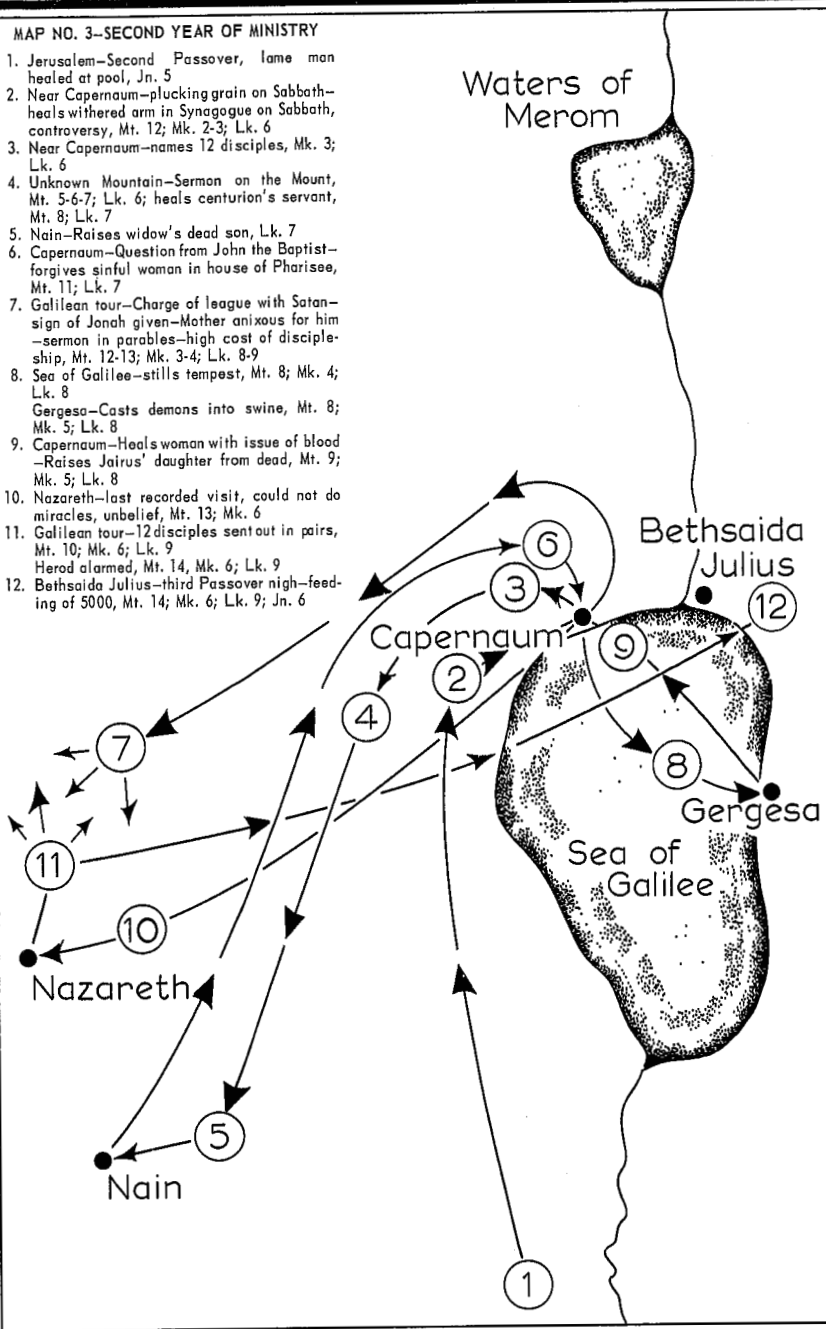 MAP NO. 3–SECOND YEAR OF MINISTRY
1. Jerusalem–Second Passover, lame man
healed at pool, Jn. 5
2. Near Capernaum–plucking grain on Sabbath–
heals withered arm in Synagogue on Sabbath,
controversy, Mt. 12; Mk. 2-3; Lk. 6
3. Near Capernaum–names 12 disciples, Mk. 3;
Lk. 6
4. Unknown Mountain–Sermon on the Mount,
Mt. 5-6-7; Lk. 6; heals centurion's servant,
Mt. 8; Lk. 7
5. Nain–Raises widow's dead son, Lk. 7
6. Capernaum–Question from John the Baptist–
forgives sinful woman in house of Pharisee,
Mt. 11; Lk. 7
7. Galilean tour–Charge of league with Satan–
sign of Jonah given–Mother anixous for him
–sermon in parables–high cost of disciple-
ship, Mt. 12-13; Mk. 3-4; Lk. 8-9
8. Sea of Galilee–stills tempest, Mt. 8; Mk. 4;
Lk. 8
Gergesa–Casts demons into swine, Mt. 8;
Mk. 5; Lk. 8
9. Capernaum–Heals woman with issue of blood
–Raises Jairus' daughter from dead, Mt. 9;
Mk. 5; Lk. 8
10. Nazareth–last recorded visit, could not do
miracles, unbelief, Mt. 13; Mk. 6
11. Galilean tour–12 disciples sent out in pairs,
Mt. 10; Mk. 6; Lk. 9
Herod alarmed, Mt. 14, Mk. 6; Lk. 9
12. Bethsaida Julius–third Passover nigh–feed-
ing of 5000, Mt. 14; Mk. 6; Lk. 9; Jn. 6
Waters of
Merom
Bethsaida
Julius
6
3
12
Capernaum
9
2
4
7
8
Gergesa
11
Sea of
Galilee
10
Nazareth
5
Nain
1